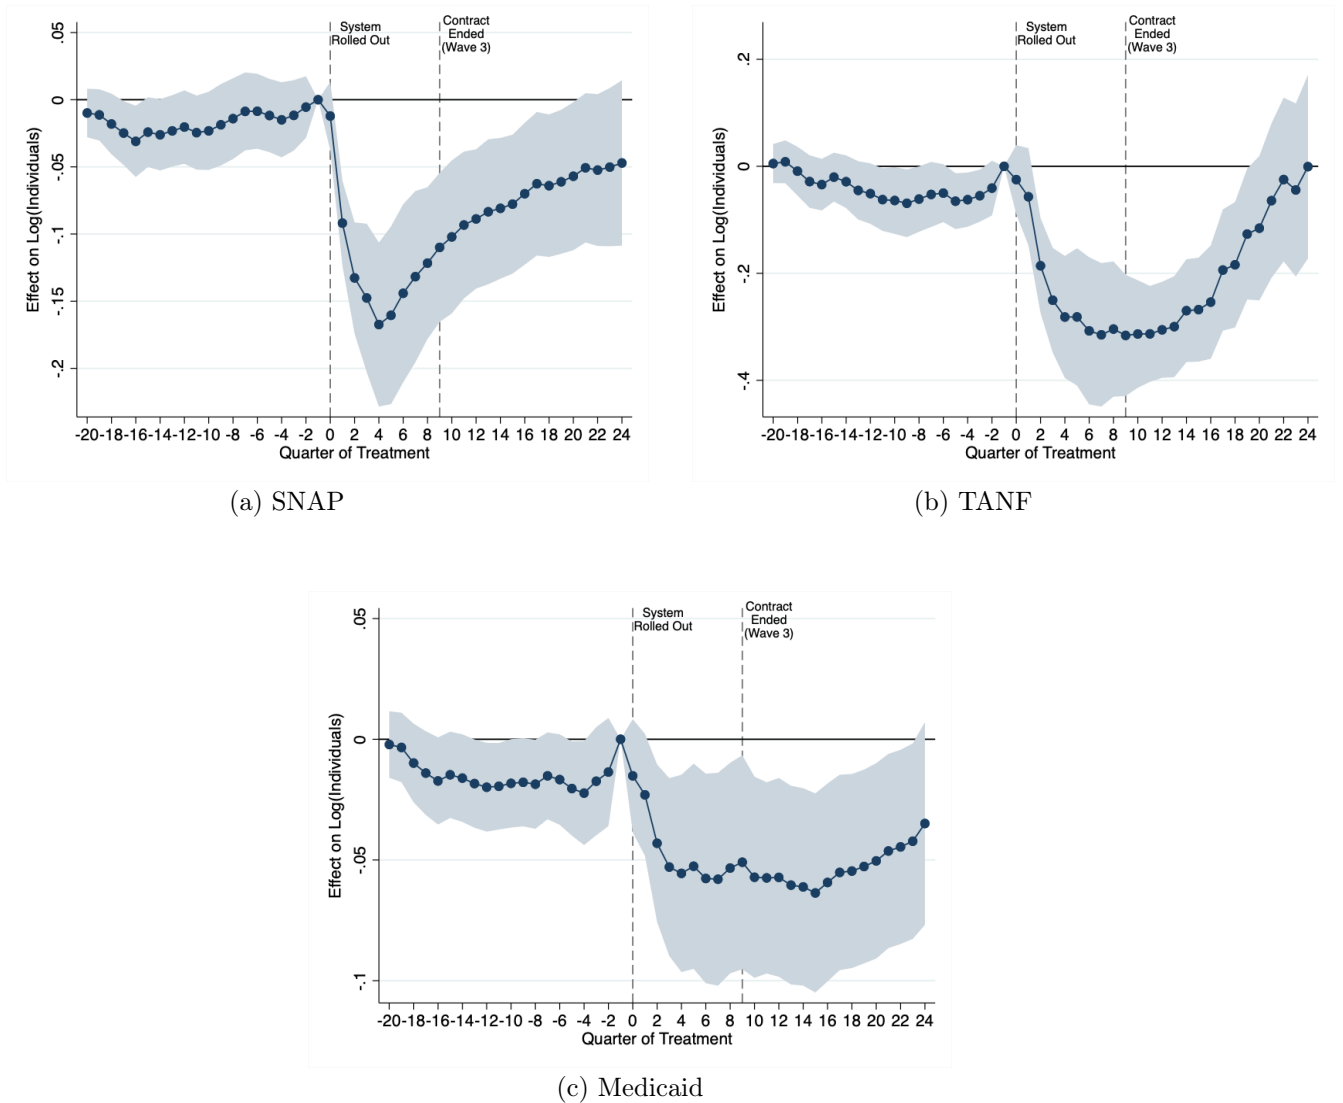 System
Rolled Out
Contract
Ended
(Wave 3)
.05
0
-.05
-.1
-.15
-.2
Effect on Log(Individuals)
-20 -18 -16 -14 -12 -10 -8 -6 -4 -2 0 2 4 6 8 10 12 14 16 18 20 22 24
Quarter of Treatment
(a) SNAP
System
Rolled Out
Contract
Ended
(Wave 3)
.2
0
-.2
-.4
Effect on Log(Individuals)
-20 -18 -16 -14 -12 -10 -8 -6 -4 -2 0 2 4 6 8 10 12 14 16 18 20 22 24
Quarter of Treatment
(b) TANF
System
Rolled Out
Contract
Ended
(Wave 3)
.05
0
-.05
-.1
Effect on Log(Individuals)
-20 -18 -16 -14 -12 -10 -8 -6 -4 -2 0 2 4 6 8 10 12 14 16 18 20 22 24
Quarter of Treatment
(c) Medicaid